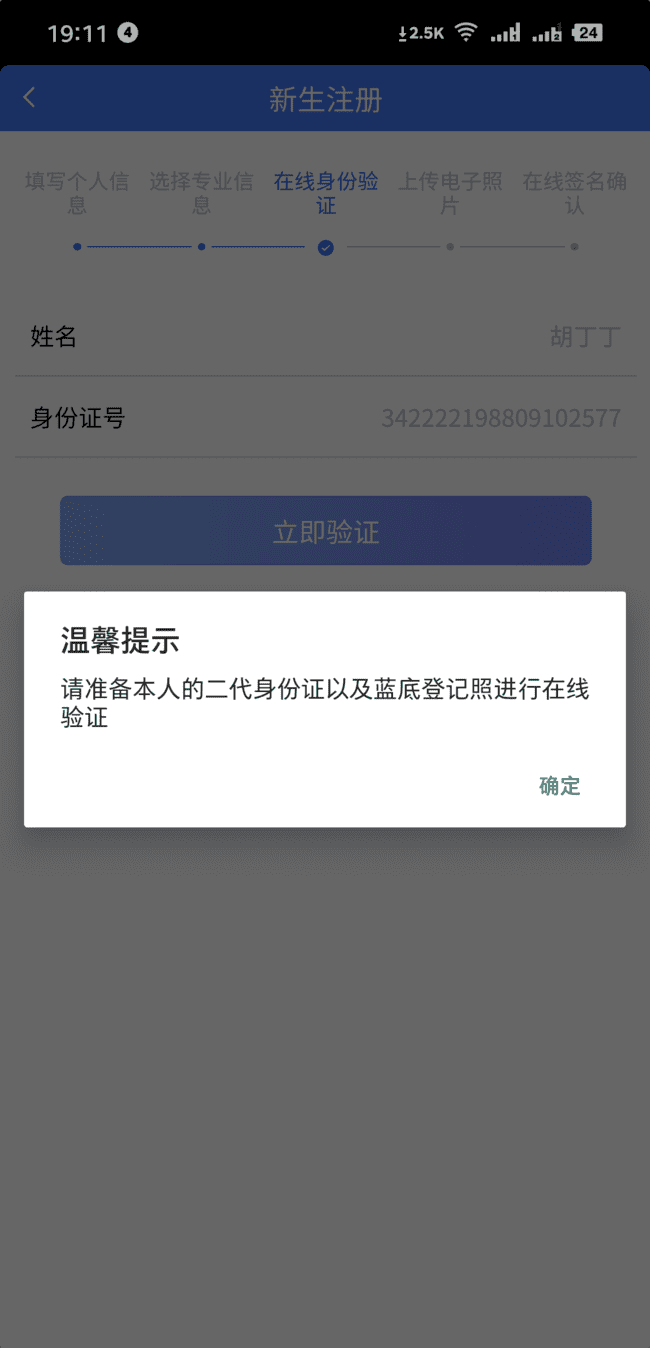 19:11 4 2.5K 2 24
新生注册
填写个人信
息
选择专业信
息
在线身份验
证
上传电子照
片
在线签名确
认
姓名 胡丁丁
身份证号 342222198809102577
立即验证
温馨提示
请准备本人的二代身份证以及蓝底登记照进行在线
验证
确定